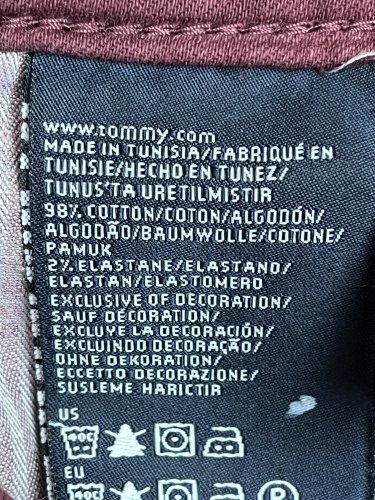 www.tommy.com
MADE IN TUNISIA/FABRIQUÉ EN
TUNISIE/HECHO EN TUNEZ/
TUNUS'TA URETILMISTIR
98% COTTON/COTON/ALGODÓN/
ALGODÃO/BAUMWOLLE/COTONE/
PAMUK
2% ELASTANE/ELASTANO/
ELASTAN/ELASTOMERO
EXCLUSIVE OF DECORATION/
SAUF DÉCORATION/
EXCLUYE LA DECORACIÓN/
EXCLUINDO DECORAÇÃO/
OHNE DEKORATION/
ECCETTO DECORAZIONE/
SUSLEME HARICTIR
US
40C
EU